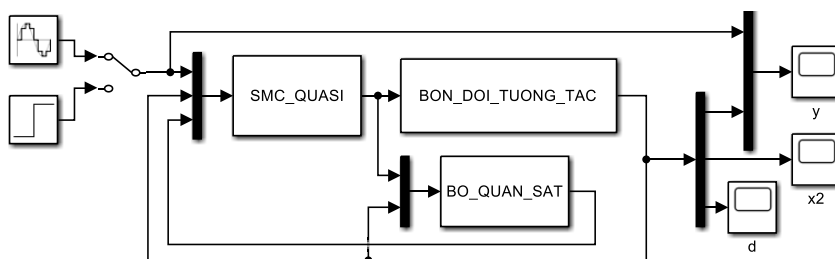 SMC_QUASI
BON_DOI_TUONG_TAC
y
BO_QUAN_SAT
x2
d